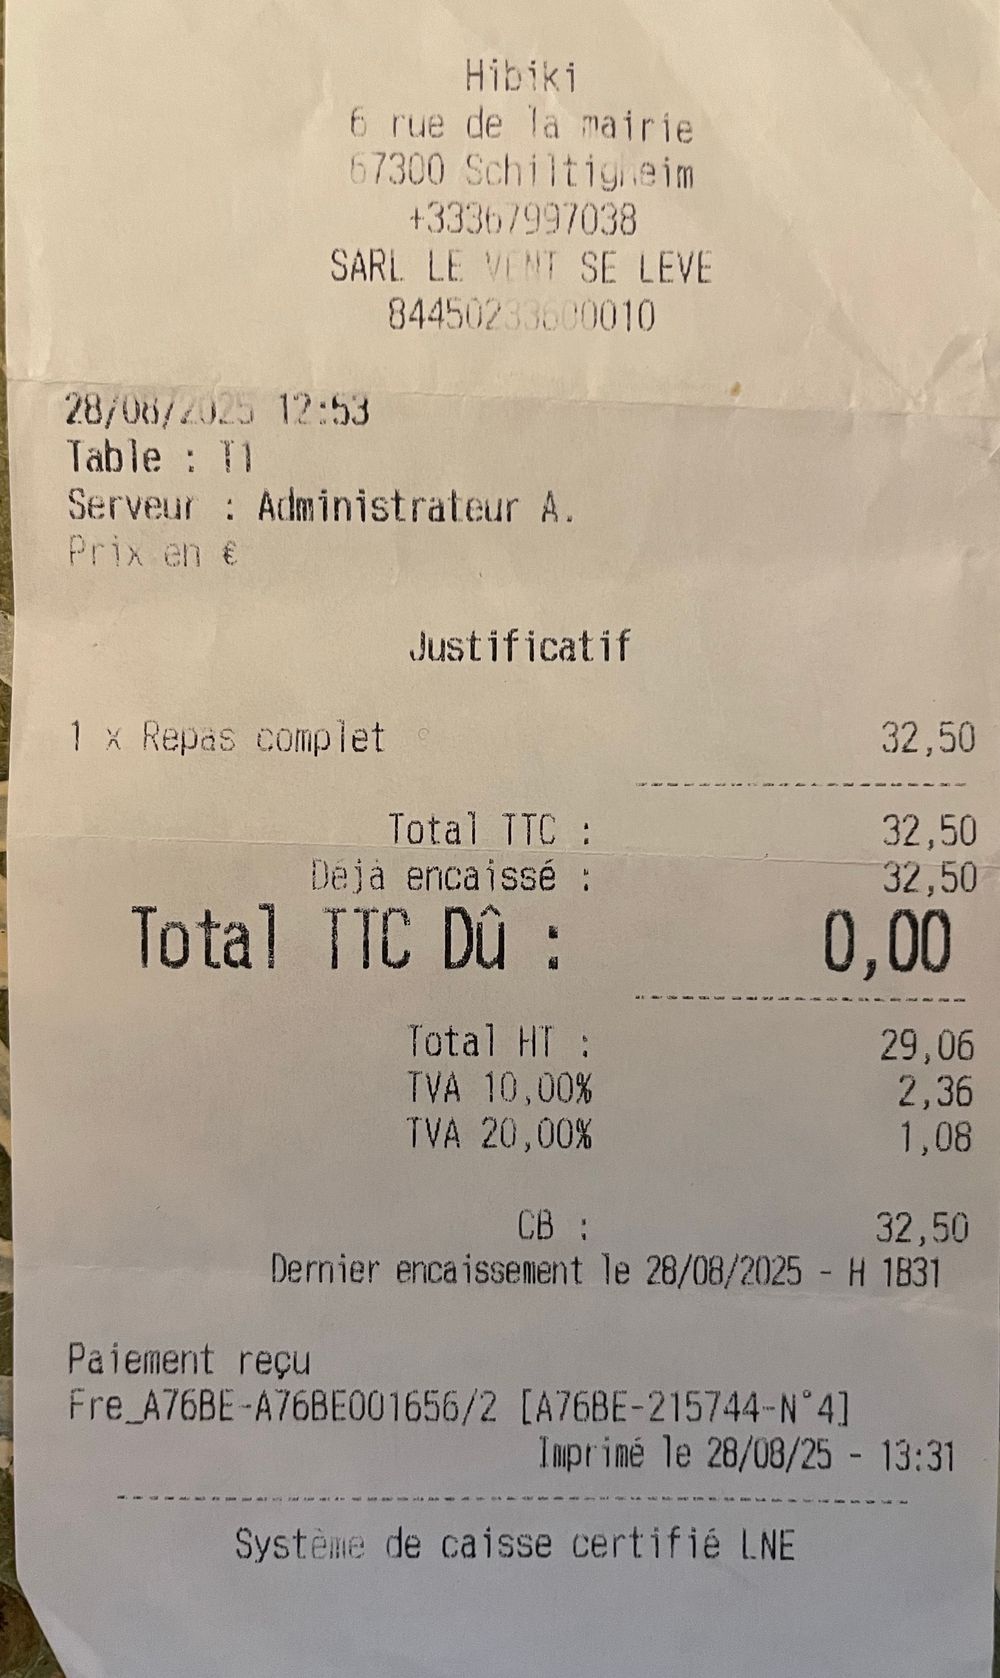 Hibiki
6 rue de la mairie
67300 Schiltigheim
+33367997038
SARL LE VENT SE LEVE
84450233600010
28/08/2025 12:53
Table : T1
Serveur : Administrateur A.
Prix en €
Justificatif
1 x Repas complet 32,50
Total TTC : 32,50
Déjà encaissé : 32,50
Total TTC Dû : 0,00
Total HT : 29,06
TVA 10,00% 2,36
TVA 20,00% 1,08
CB : 32,50
Dernier encaissement le 28/08/2025 - H 1B31
Paiement reçu
Fre_A76BE-A76BE001656/2 [A76BE-215744-N°4]
Imprimé le 28/08/25 - 13:31
Système de caisse certifié LNE